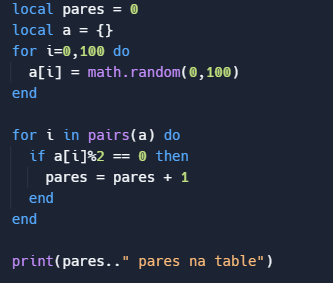 local pares = 0
local a = {}
for i=0,100 do
  a[i] = math.random(0,100)
end

for i in pairs(a) do
  if a[i]%2 == 0 then
    pares = pares + 1
  end
end

print(pares.." pares na table")